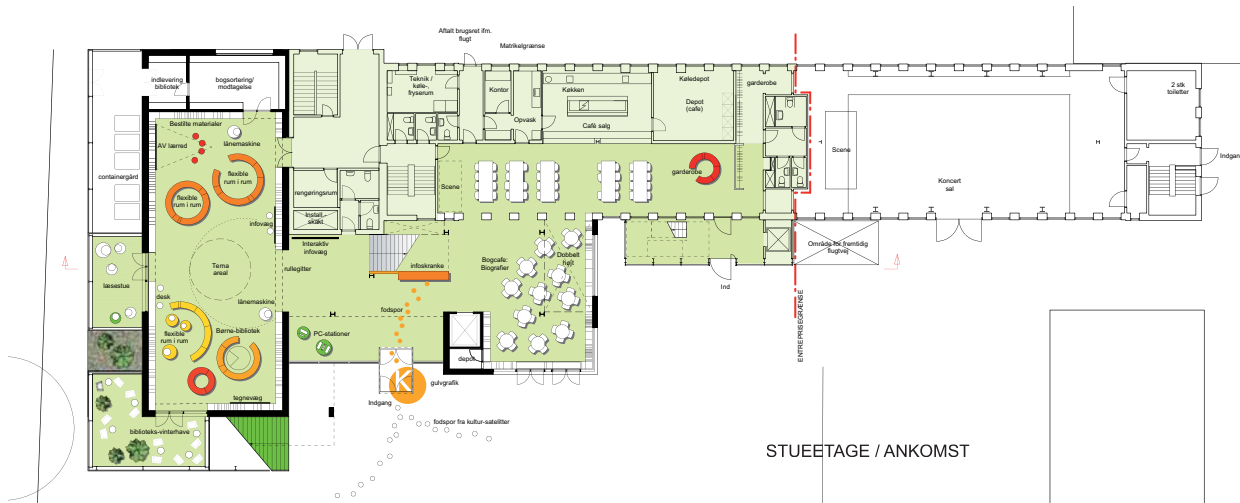 Aftalt brugsret ifm.
flugt
Matrikelgrænse
indlevering
bibliotek
bogsortering/
modtagelse
Teknik /
køle-,
fryserum
Kontor
Opvask
Køkken
Café salg
Køledepot
Depot
(cafe)
garderobe
2 stk
toiletter
Bestilte materialer
AV lærred
lånemaskine
containergård
flexible
rum i rum
flexible
rum i rum
rengøringsrum
Install.-
skakt
Scene
garderobe
Scene
Koncert
sal
Indgang
infovæg
Interaktiv
infovæg
Tema
areal
rullegitter
infoskranke
Bogcafe:
Biografier
Dobbelt
højt
Område for fremtidig
flugtvej
læsestue
desk
lånemaskine
fodspor
Ind
ENTREPRISEGRÆNSE
flexible
rum i rum
Børne-bibliotek
PC-stationer
depot
K
gulvgrafik
tegnevæg
Indgang
biblioteks-vinterhave
fodspor fra kultur-satelitter
STUEETAGE / ANKOMST